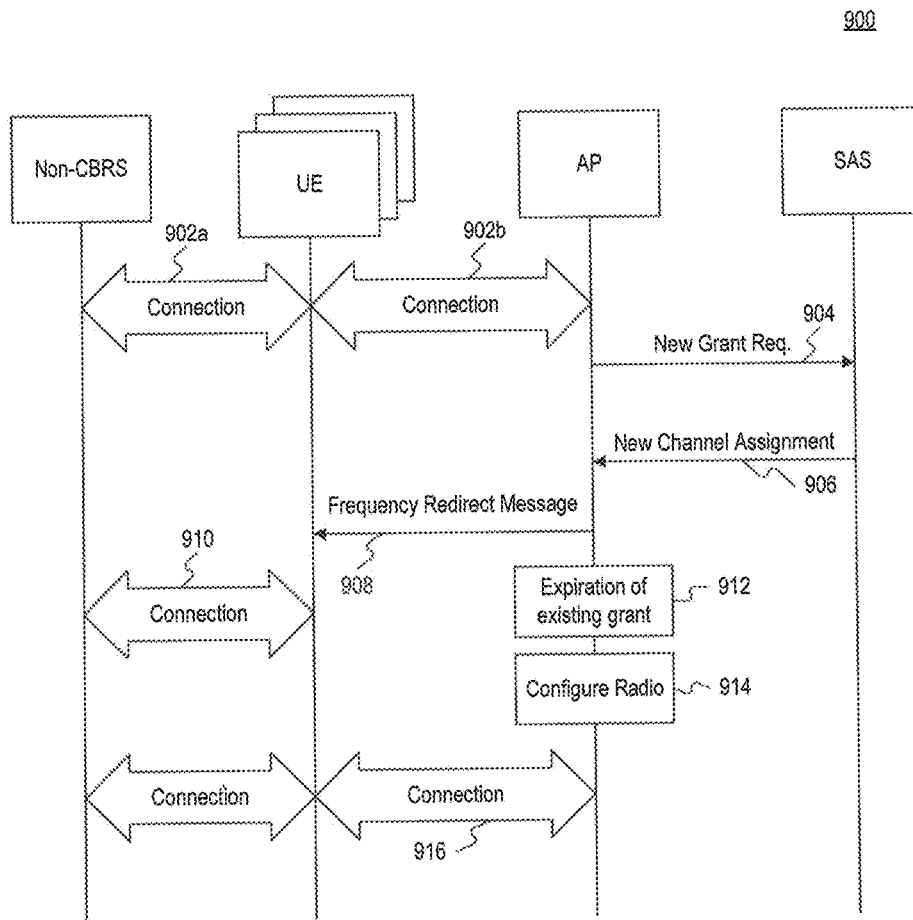 900
Non-CBRS
UE
AP
SAS
902a
902b
Connection
Connection
904
New Grant Req.
New Channel Assignment
906
Frequency Redirect Message
908
910
Connection
Expiration of
existing grant
912
Configure Radio
914
Connection
Connection
916